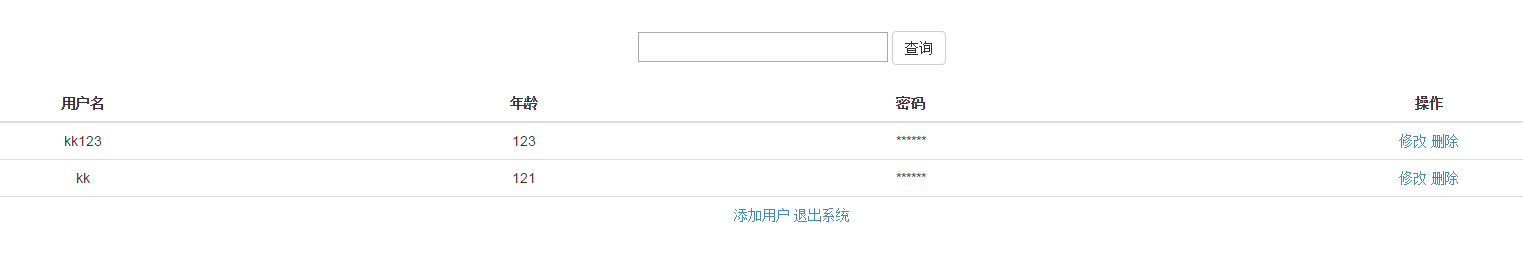 查询
用户名 年龄 密码 操作
kk123 123 ****** 修改 删除
kk 121 ****** 修改 删除
添加用户 退出系统